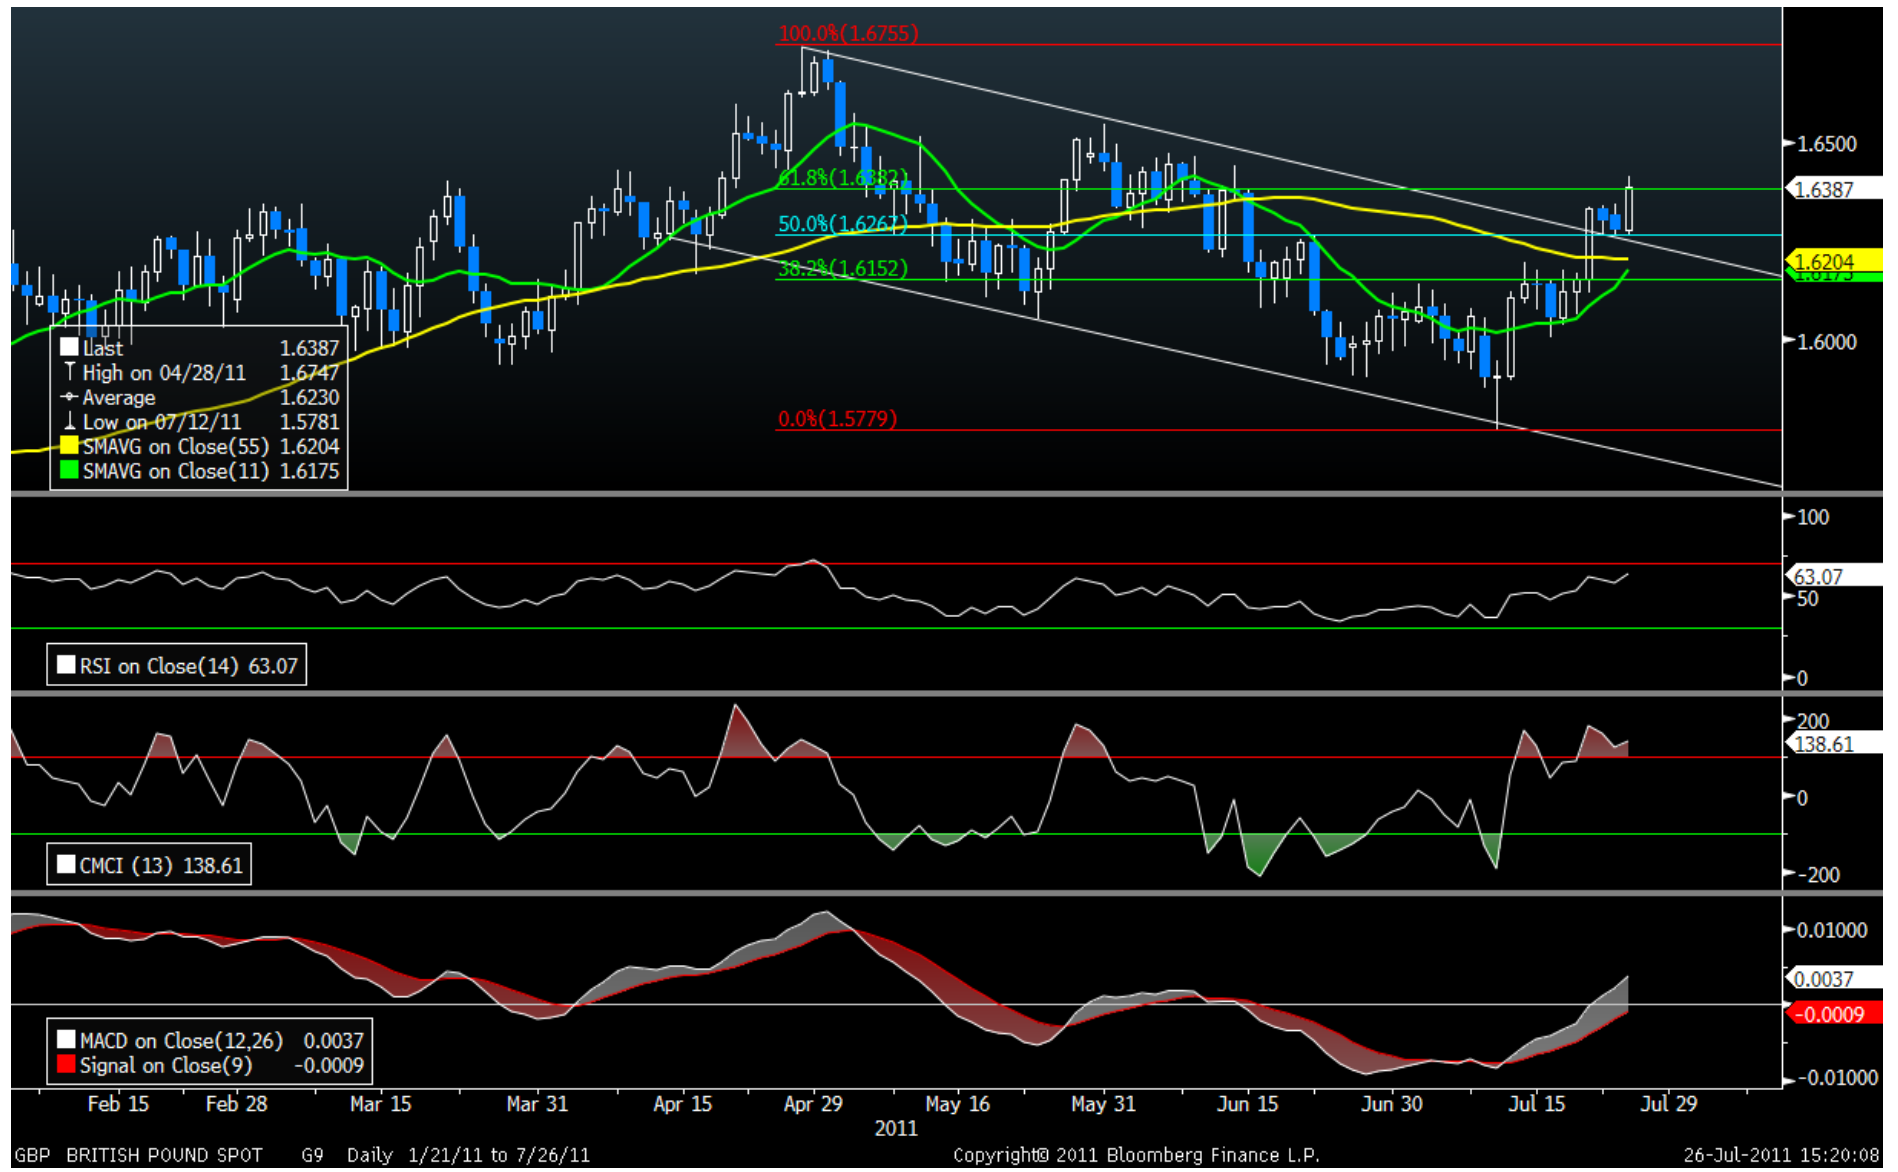 100.0%(1.6755)
1.6500
61.8%(1.6382)
1.6387
50.0%(1.6267)
1.6204
38.2%(1.6152)
1.6175
1.6000
Last 1.6387
High on 04/28/11 1.6747
Average 1.6230
Low on 07/12/11 1.5781
SMAVG on Close(55) 1.6204
SMAVG on Close(11) 1.6175
0.0%(1.5779)
100
63.07
50
RSI on Close(14) 63.07
0
200
138.61
0
CMCI (13) 138.61
-200
0.01000
0.0037
-0.0009
MACD on Close(12,26) 0.0037
Signal on Close(9) -0.0009
-0.01000
Feb 15 Feb 28 Mar 15 Mar 31 Apr 15 Apr 29 May 16 May 31 Jun 15 Jun 30 Jul 15 Jul 29
2011
GBP BRITISH POUND SPOT G9 Daily 1/21/11 to 7/26/11 Copyright© 2011 Bloomberg Finance L.P. 26-Jul-2011 15:20:08